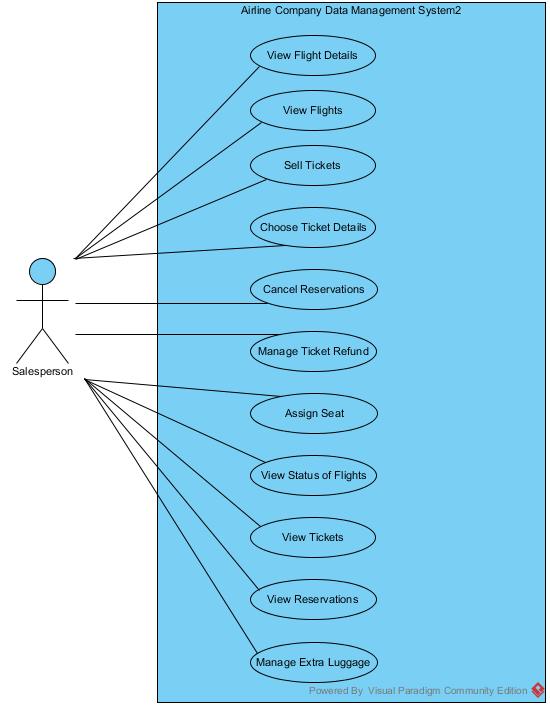 Airline Company Data Management System2
View Flight Details
View Flights
Sell Tickets
Choose Ticket Details
Cancel Reservations
Manage Ticket Refund
Salesperson
Assign Seat
View Status of Flights
View Tickets
View Reservations
Manage Extra Luggage
Powered By Visual Paradigm Community Edition